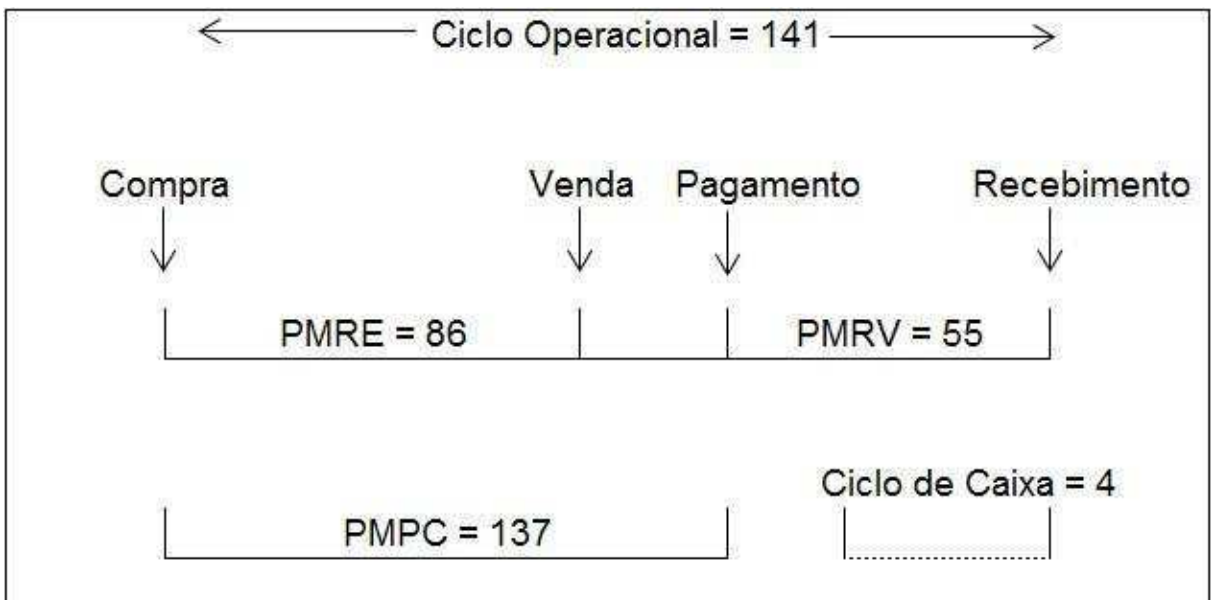 Ciclo Operacional = 141
Compra Venda Pagamento Recebimento
PMRE = 86 PMRV = 55
Ciclo de Caixa = 4
PMPC = 137